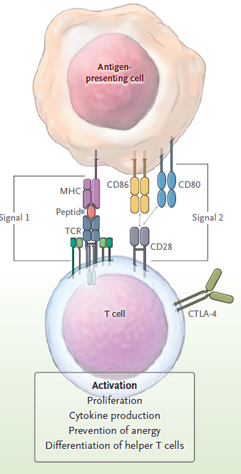 Antigen-
presenting cell
MHC
CD86
CD80
Peptide
Signal 1
Signal 2
TCR
CD28
T cell
CTLA-4
Activation
Proliferation
Cytokine production
Prevention of anergy
Differentiation of helper T cells